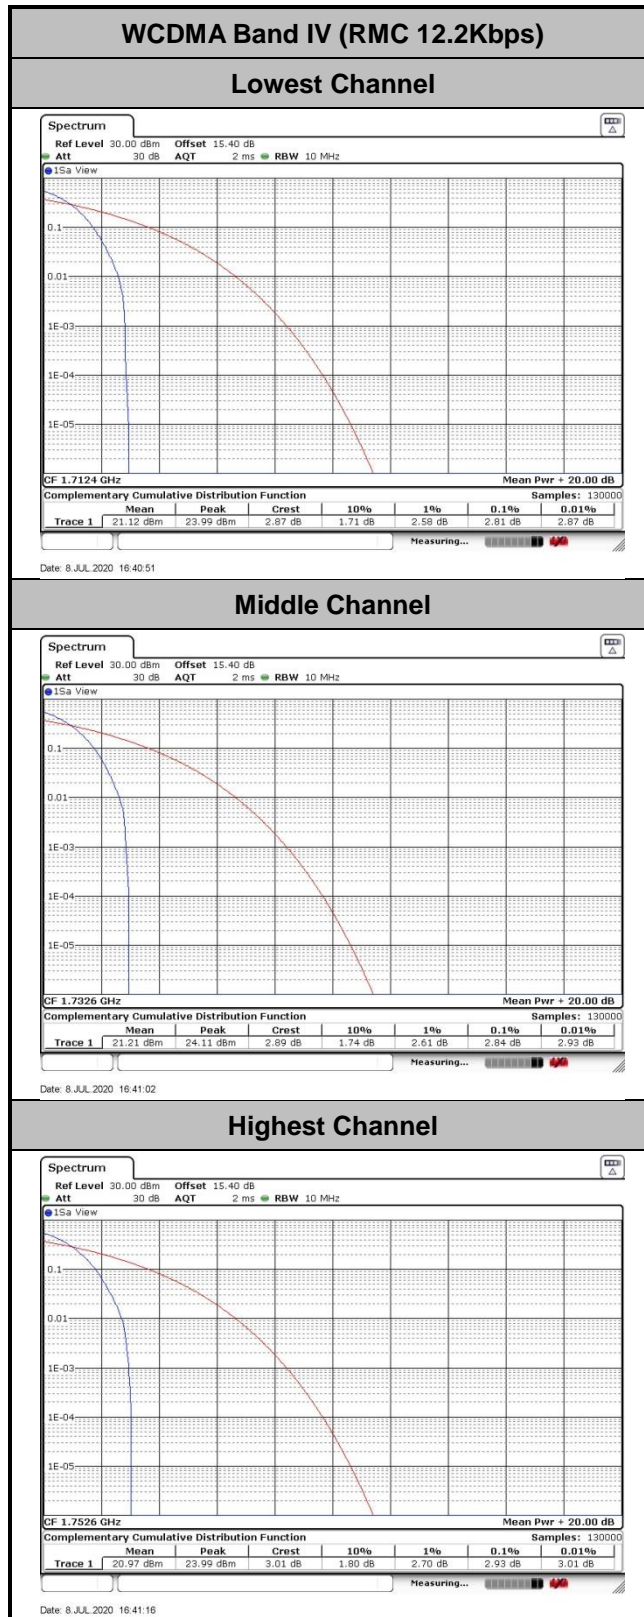 WCDMA Band IV (RMC 12.2Kbps)
Lowest Channel
Spectrum
Ref Level 30.00 dBm Offset 15.40 dB
Att 30 dB AQT 2 ms RBW 10 MHz
1Sa View
0.1
0.01
1E-03
1E-04
1E-05
CF 1.7124 GHz Mean Pwr + 20.00 dB
Complementary Cumulative Distribution Function Samples: 130000
Mean Peak Crest 10% 1% 0.1% 0.01%
Trace 1 21.12 dBm 23.99 dBm 2.87 dB 1.71 dB 2.58 dB 2.81 dB 2.87 dB
Measuring...
Date: 8.JUL.2020 16:40:51
Middle Channel
Spectrum
Ref Level 30.00 dBm Offset 15.40 dB
Att 30 dB AQT 2 ms RBW 10 MHz
1Sa View
0.1
0.01
1E-03
1E-04
1E-05
CF 1.7326 GHz Mean Pwr + 20.00 dB
Complementary Cumulative Distribution Function Samples: 130000
Mean Peak Crest 10% 1% 0.1% 0.01%
Trace 1 21.21 dBm 24.11 dBm 2.89 dB 1.74 dB 2.61 dB 2.84 dB 2.93 dB
Measuring...
Date: 8.JUL.2020 16:41:02
Highest Channel
Spectrum
Ref Level 30.00 dBm Offset 15.40 dB
Att 30 dB AQT 2 ms RBW 10 MHz
1Sa View
0.1
0.01
1E-03
1E-04
1E-05
CF 1.7526 GHz Mean Pwr + 20.00 dB
Complementary Cumulative Distribution Function Samples: 130000
Mean Peak Crest 10% 1% 0.1% 0.01%
Trace 1 20.97 dBm 23.99 dBm 3.01 dB 1.80 dB 2.70 dB 2.93 dB 3.01 dB
Measuring...
Date: 8.JUL.2020 16:41:16